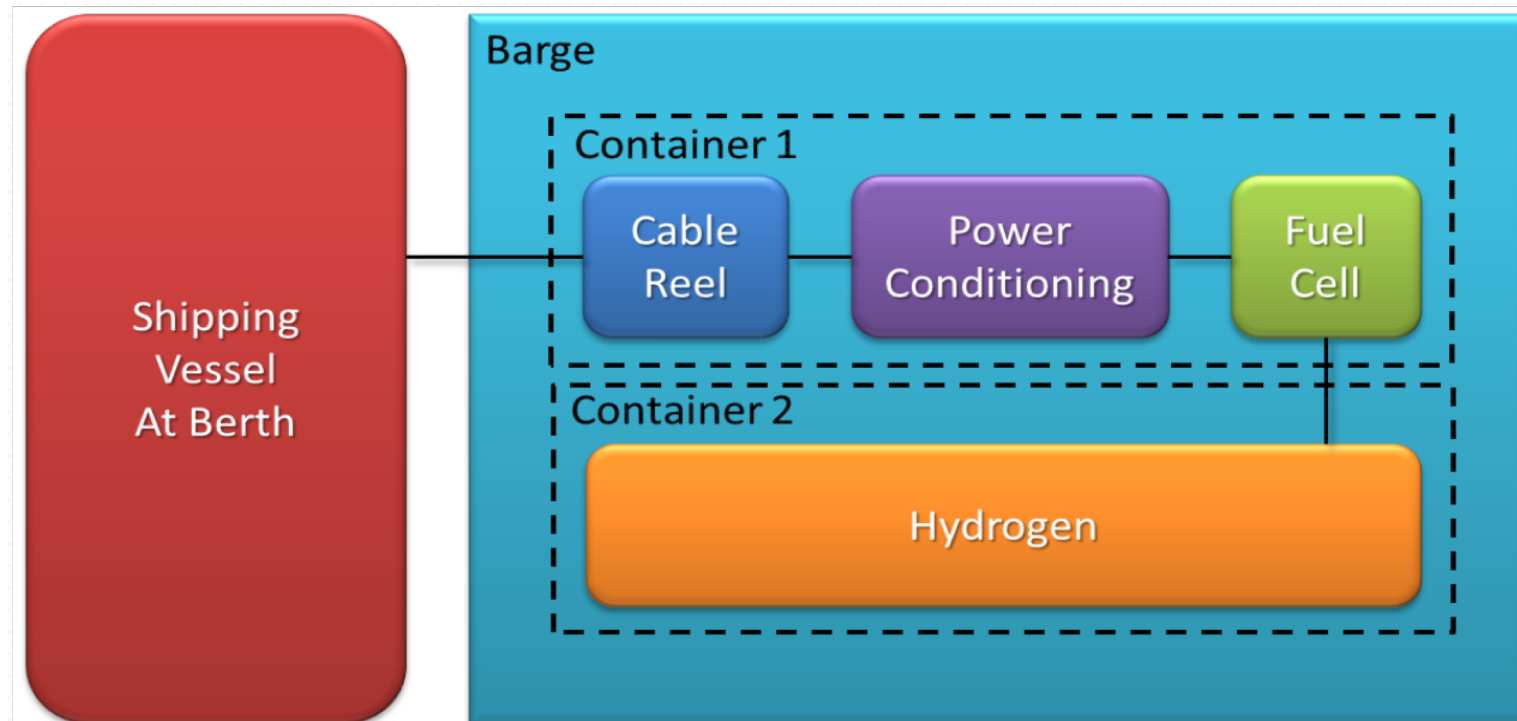 Barge
Container 1
Cable
Reel
Power
Conditioning
Fuel
Cell
Shipping
Vessel
At Berth
Container 2
Hydrogen